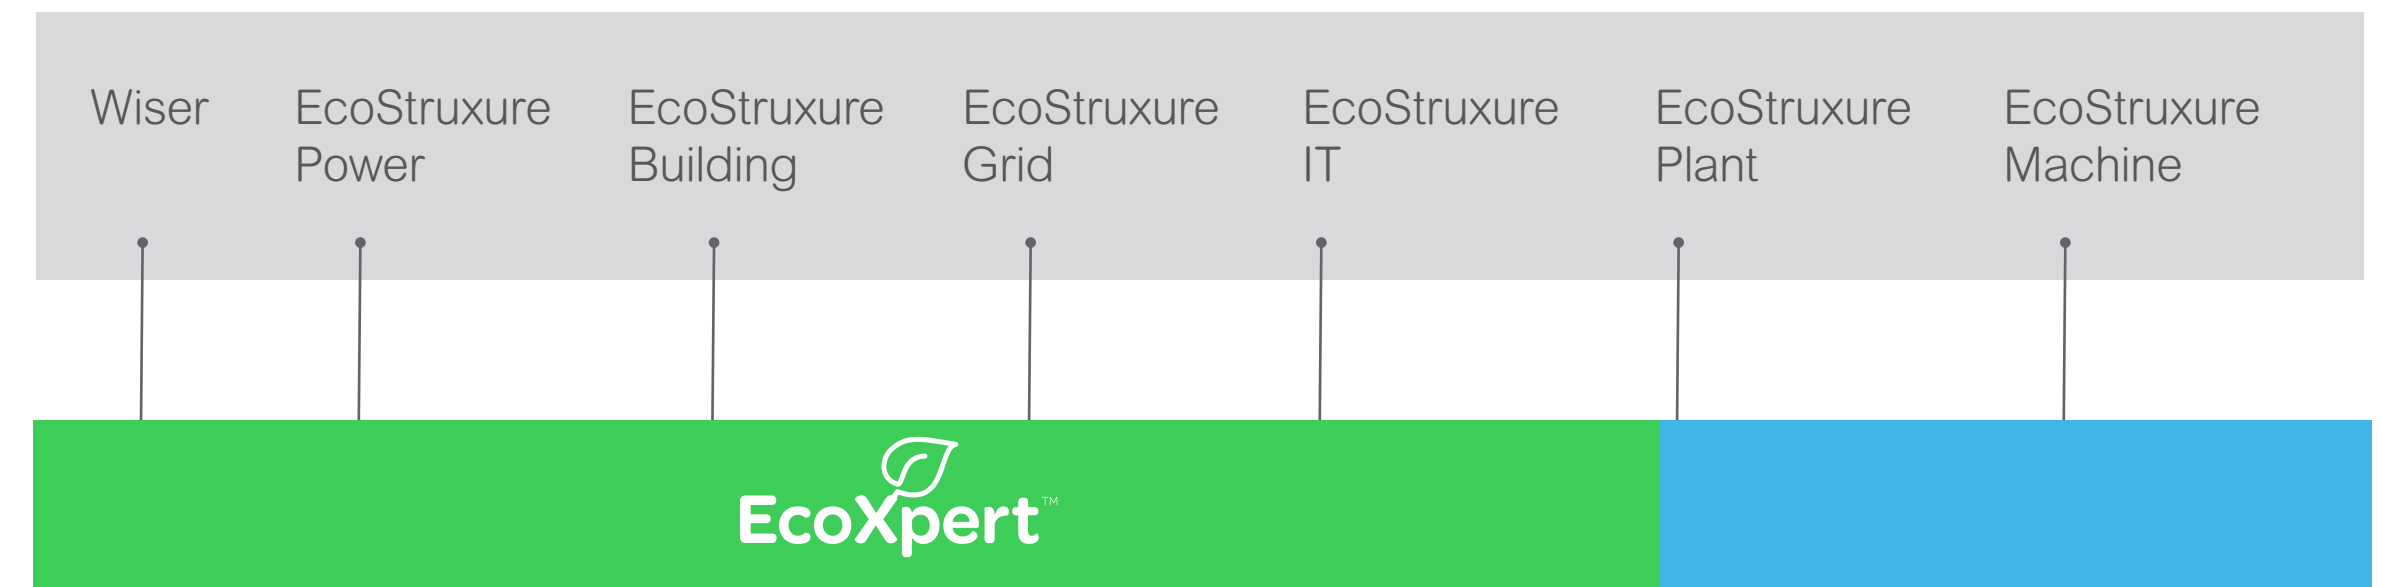 Wiser
EcoStruxure
Power
EcoStruxure
Building
EcoStruxure
Grid
EcoStruxure
IT
EcoStruxure
Plant
EcoStruxure
Machine
EcoXpert™